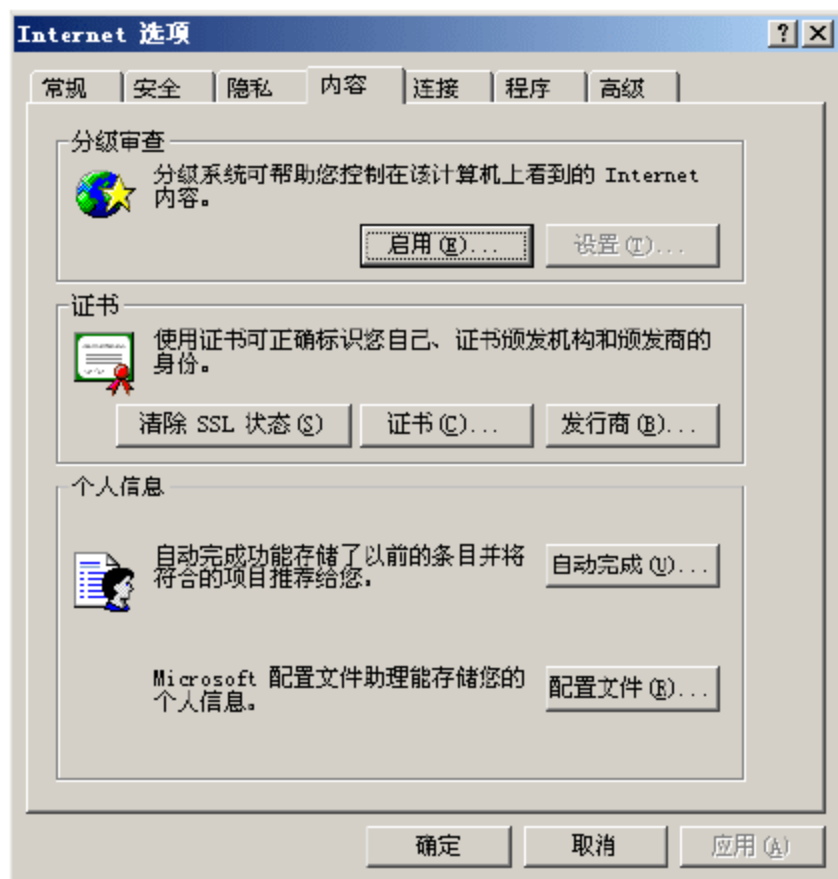 Internet 选项
常规 安全 隐私 内容 连接 程序 高级
分级审查
分级系统可帮助您控制在该计算机上看到的 Internet
内容。
启用(E)... 设置(T)...
证书
使用证书可正确标识您自己、证书颁发机构和颁发商的
身份。
清除 SSL 状态(S) 证书(C)... 发行商(B)...
个人信息
自动完成功能存储了以前的条目并将
符合的项目推荐给您。
自动完成(U)...
Microsoft 配置文件助理能存储您的
个人信息。
配置文件(R)...
确定 取消 应用(A)